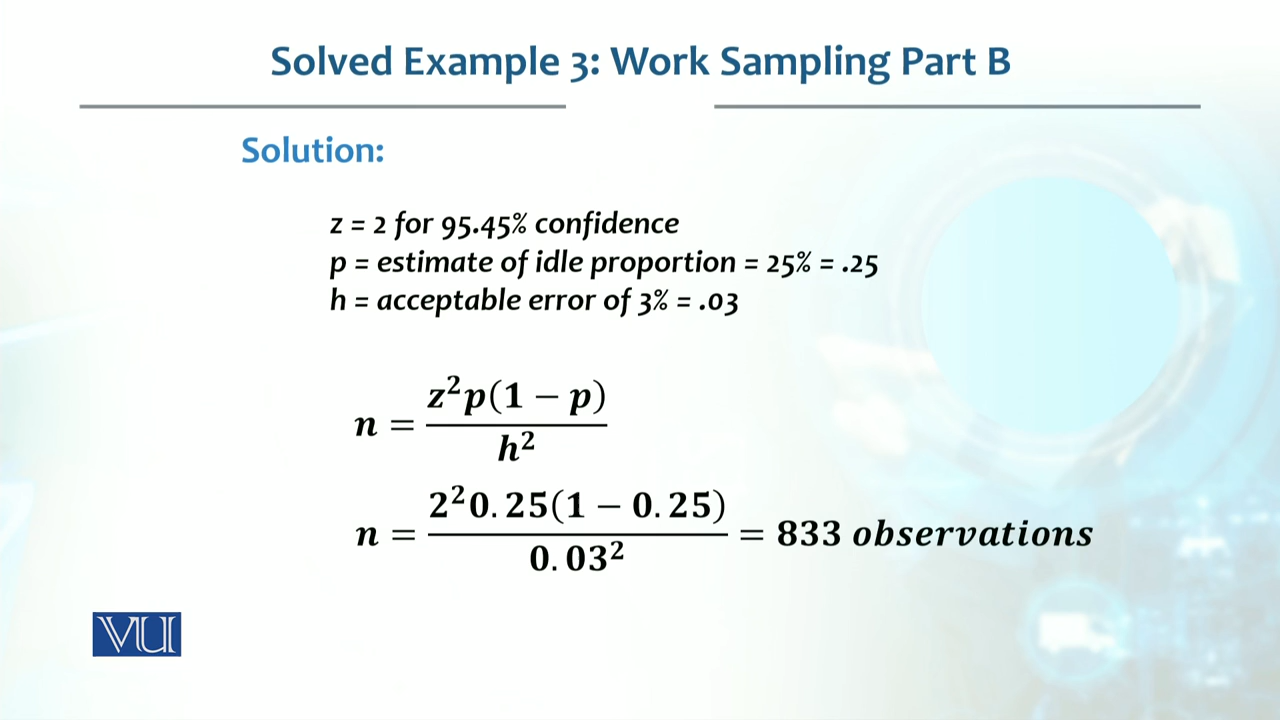 Solved Example 3: Work Sampling Part B
Solution:
z = 2 for 95.45% confidence
p = estimate of idle proportion = 25% = .25
h = acceptable error of 3% = .03
n = z²p(1 − p) / h²
n = 2²0.25(1 − 0.25) / 0.03² = 833 observations
VU